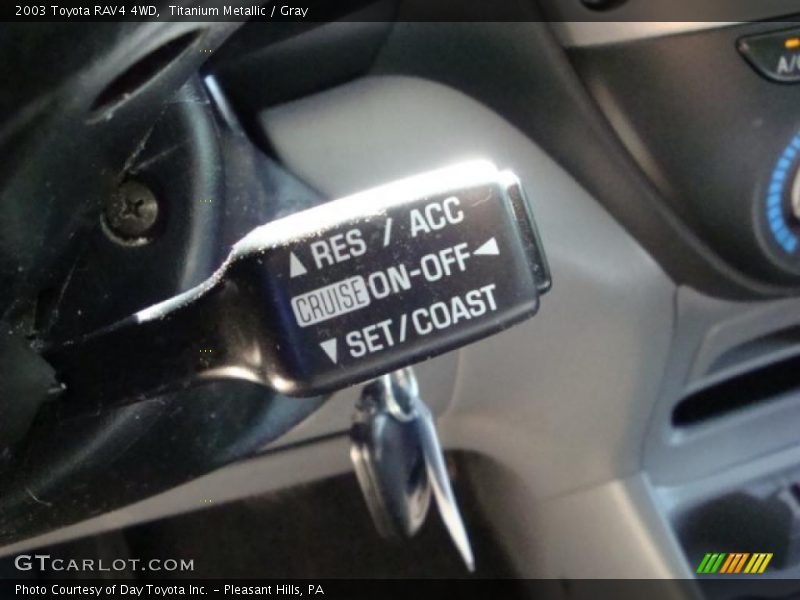 2003 Toyota RAV4 4WD,  Titanium Metallic / Gray
A/C
▲RES / ACC
CRUISE ON-OFF◀
▼SET/COAST
GTCARLOT.COM
Photo Courtesy of Day Toyota Inc. – Pleasant Hills, PA